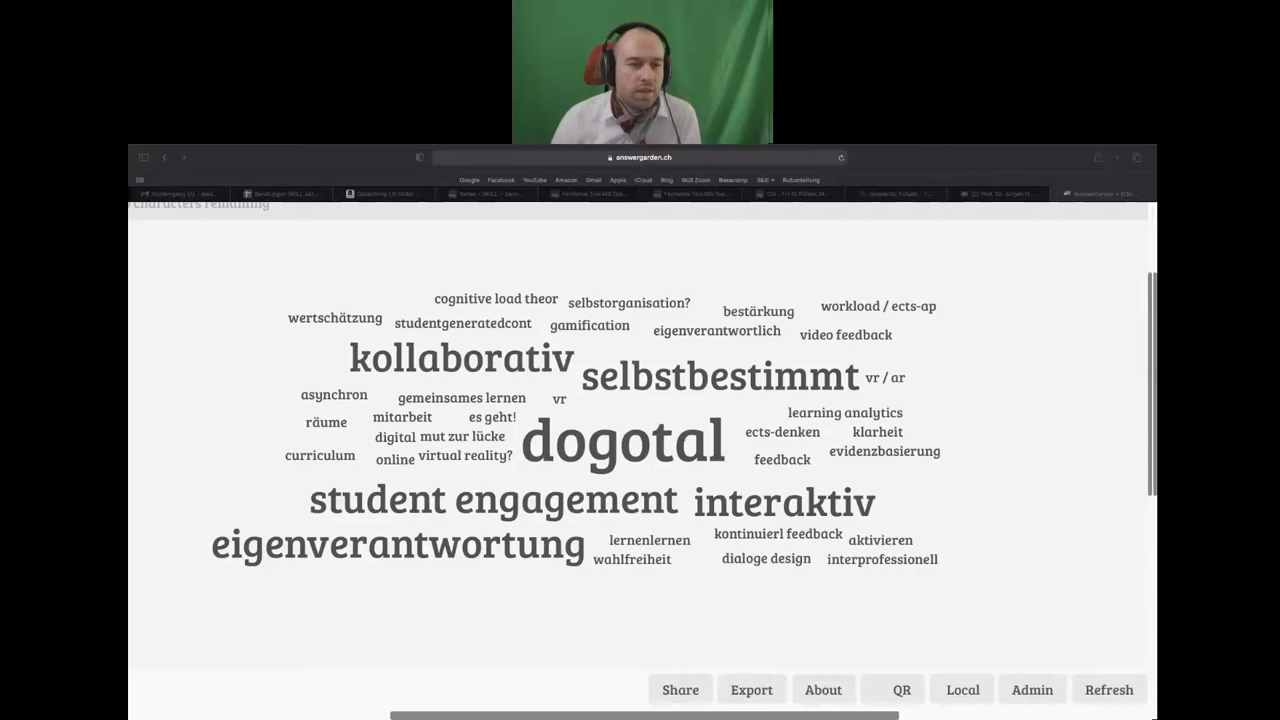 answergarden.ch
Google Facebook YouTube Amazon Gmail Apple iCloud Blog Skill Zoom Basecamp Skill Rufumleitung
characters remaining
cognitive load theor selbstorganisation? bestärkung workload / ects-ap
wertschätzung studentgeneratedcont gamification eigenverantwortlich video feedback
kollaborativ selbstbestimmt vr / ar
asynchron gemeinsames lernen vr learning analytics
räume mitarbeit es geht! dogotal ects-denken klarheit
digital mut zur lücke
curriculum online virtual reality? feedback evidenzbasierung
student engagement interaktiv
eigenverantwortung lernenlernen kontinuierl feedback aktivieren
wahlfreiheit dialoge design interprofessionell
Share Export About QR Local Admin Refresh